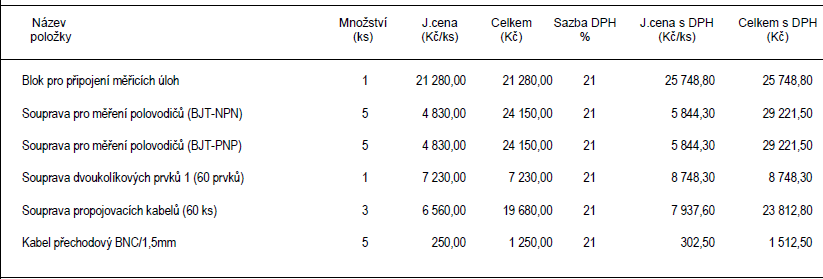 Název Množství J.cena Celkem Sazba DPH J.cena s DPH Celkem s DPH
položky (ks) (Kč/ks) (Kč) % (Kč/ks) (Kč)
Blok pro připojení měřicích úloh 1 21 280,00 21 280,00 21 25 748,80 25 748,80
Souprava pro měření polovodičů (BJT-NPN) 5 4 830,00 24 150,00 21 5 844,30 29 221,50
Souprava pro měření polovodičů (BJT-PNP) 5 4 830,00 24 150,00 21 5 844,30 29 221,50
Souprava dvoukolíkových prvků 1 (60 prvků) 1 7 230,00 7 230,00 21 8 748,30 8 748,30
Souprava propojovacích kabelů (60 ks) 3 6 560,00 19 680,00 21 7 937,60 23 812,80
Kabel přechodový BNC/1,5mm 5 250,00 1 250,00 21 302,50 1 512,50